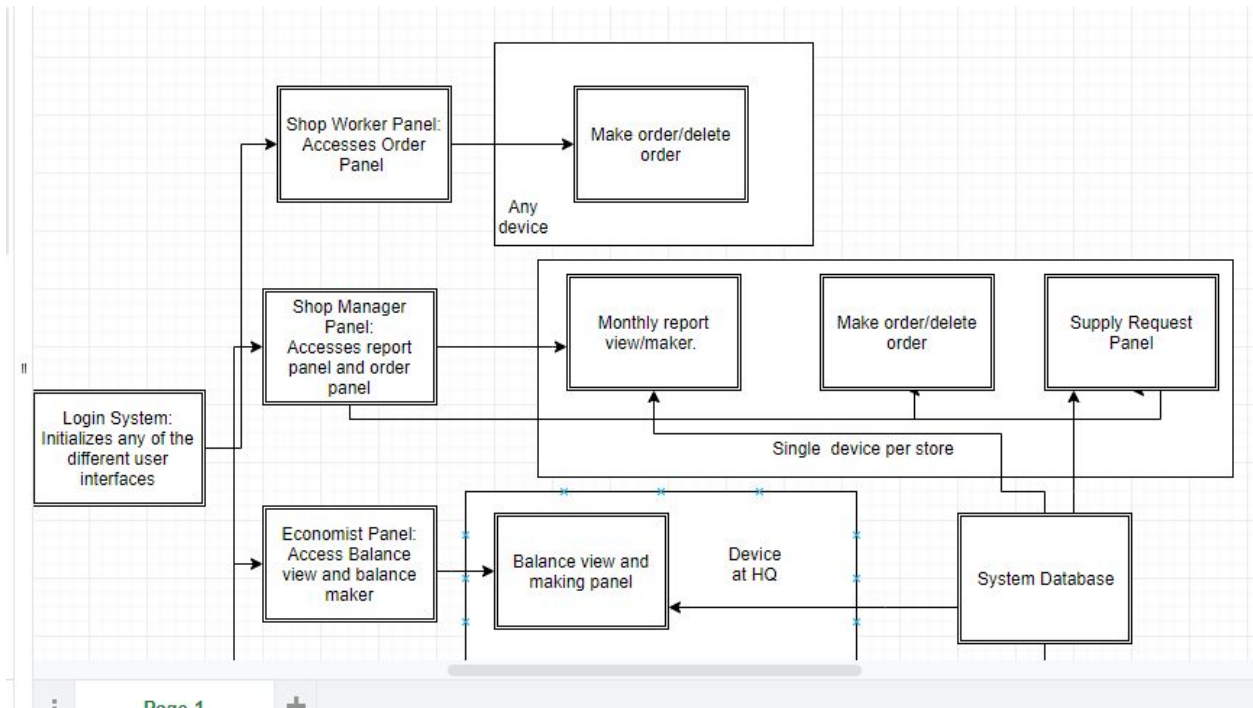 Shop Worker Panel:
Accesses Order
Panel
Make order/delete
order
Any
device
Shop Manager
Panel:
Accesses report
panel and order
panel
Monthly report
view/maker.
Make order/delete
order
Supply Request
Panel
Single device per store
Login System:
Initializes any of the
different user
interfaces
Economist Panel:
Access Balance
view and balance
maker
Balance view and
making panel
Device
at HQ
System Database
Page-1